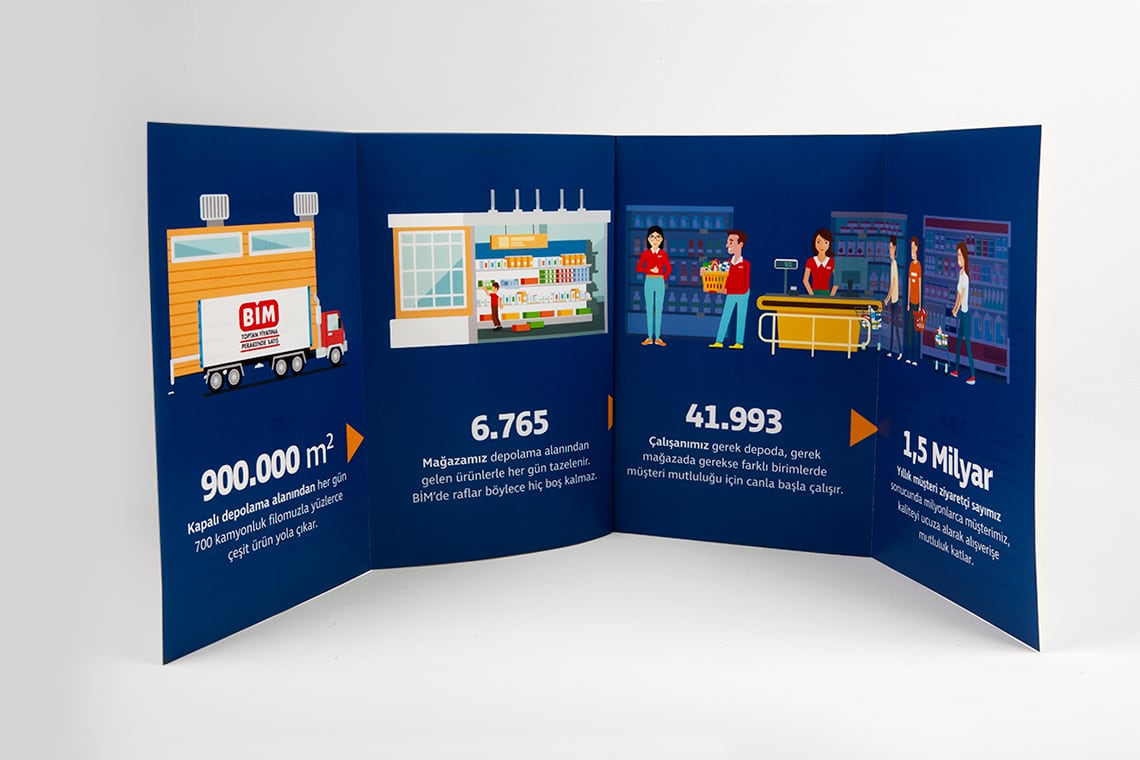 BİM
TOPTAN FİYATINA
PERAKENDE SATIŞ
900.000 m²
Kapalı depolama alanından her gün
700 kamyonluk filomuzla yüzlerce
çeşit ürün yola çıkar.
6.765
Mağazamız depolama alanından
gelen ürünlerle her gün tazelenir.
BİM'de raflar böylece hiç boş kalmaz.
41.993
Çalışanımız gerek depoda, gerek
mağazada gerekse farklı birimlerde
müşteri mutluluğu için canla başla çalışır.
1,5 Milyar
Yıllık müşteri ziyaretçi sayımız
sonucunda milyonlarca müşterimiz,
kaliteyi ucuza alarak alışverişe
mutluluk katlar.